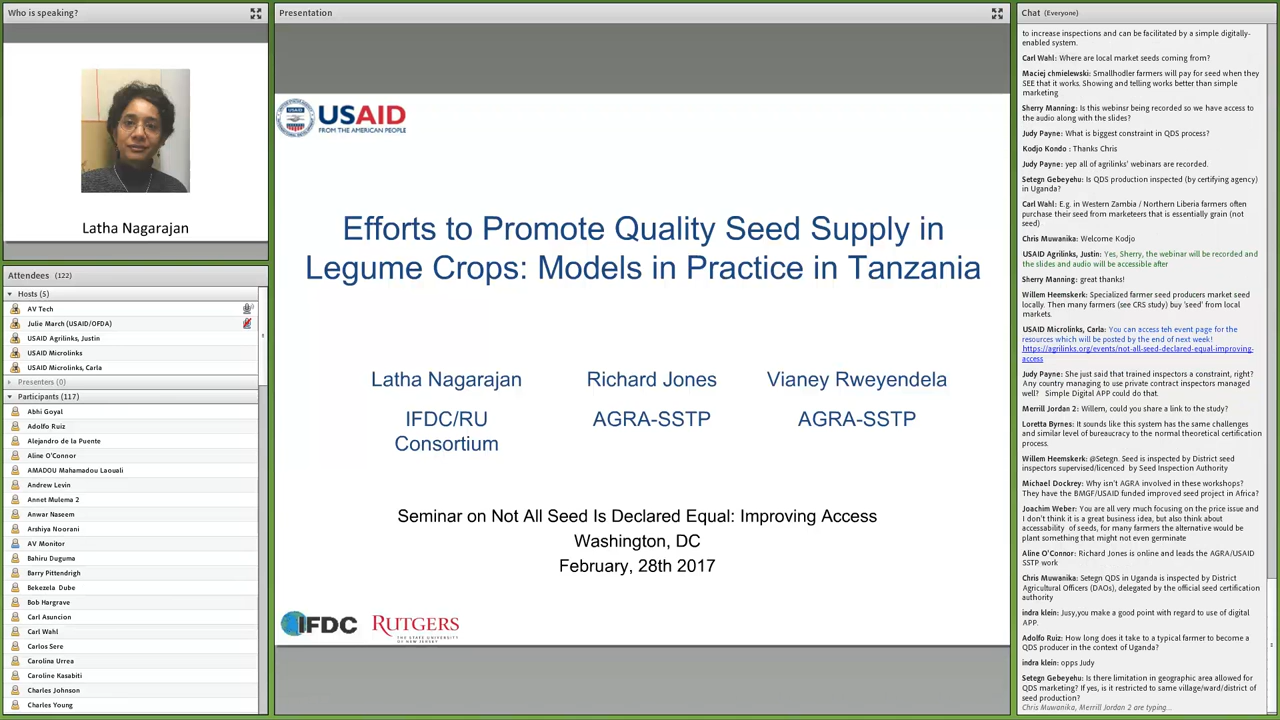 Who is speaking?
Latha Nagarajan
Attendees (122)
Hosts (5)
AV Tech
Julie March (USAID/OFDA)
USAID Agrilinks, Justin
USAID Microlinks
USAID Microlinks, Carla
Presenters (0)
Participants (117)
Abhi Goyal
Adolfo Ruiz
Alejandro de la Puente
Aline O'Connor
AMADOU Mahamadou Laouali
Andrew Levin
Annet Mulema 2
Anwar Naseem
Arshiya Noorani
AV Monitor
Bahiru Duguma
Barry Pittendrigh
Bekezela Dube
Bob Hargrave
Carl Asuncion
Carl Wahl
Carlos Sere
Carolina Urrea
Caroline Kasabiti
Charles Johnson
Charles Young
Presentation
USAID
FROM THE AMERICAN PEOPLE
Efforts to Promote Quality Seed Supply in
Legume Crops: Models in Practice in Tanzania
Latha Nagarajan Richard Jones Vianey Rweyendela
IFDC/RU AGRA-SSTP AGRA-SSTP
Consortium
Seminar on Not All Seed Is Declared Equal: Improving Access
Washington, DC
February, 28th 2017
IFDC RUTGERS
THE STATE UNIVERSITY
OF NEW JERSEY
Chat (Everyone)
to increase inspections and can be facilitated by a simple digitally-
enabled system.
Carl Wahl: Where are local market seeds coming from?
Maciej chmielewski: Smallhodler farmers will pay for seed when they
SEE that it works. Showing and telling works better than simple
marketing
Sherry Manning: Is this webinsr being recorded so we have access to
the audio along with the slides?
Judy Payne: What is biggest constraint in QDS process?
Kodjo Kondo : Thanks Chris
Judy Payne: yep all of agrilinks' webinars are recorded.
Setegn Gebeyehu: Is QDS production inspected (by certifying agency)
in Uganda?
Carl Wahl: E.g. in Western Zambia / Northern Liberia farmers often
purchase their seed from marketeers that is essentially grain (not
seed)
Chris Muwanika: Welcome Kodjo
USAID Agrilinks, Justin: Yes, Sherry, the webinar will be recorded and
the slides and audio will be accessible after
Sherry Manning: great thanks!
Willem Heemskerk: Specialized farmer seed producers market seed
locally. Then many farmers (see CRS study) buy 'seed' from local
markets.
USAID Microlinks, Carla: You can access teh event page for the
resources which will be posted by the end of next week!
https://agrilinks.org/events/not-all-seed-declared-equal-improving-
access
Judy Payne: She just said that trained inspectors a constraint, right?
Any country managing to use private contract inspectors managed
well? Simple Digital APP could do that.
Merrill Jordan 2: Willem, could you share a link to the study?
Loretta Byrnes: It sounds like this system has the same challenges
and similar level of bureaucracy to the normal theoretical certification
process.
Willem Heemskerk: @Setegn. Seed is inspected by District seed
inspectors supervised/licenced by Seed Inspection Authority
Michael Dockrey: Why isn't AGRA involved in these workshops?
They have the BMGF/USAID funded improved seed project in Africa?
Joachim Weber: You are all very much focusing on the price issue and
I don't think it is a great business idea, but also think about
accessability of seeds, for many farmers the alternative would be
plant something that might not even germinate
Aline O'Connor: Richard Jones is online and leads the AGRA/USAID
SSTP work
Chris Muwanika: Setegn QDS in Uganda is inspected by District
Agricultural Officers (DAOs), delegated by the official seed certification
authority
indra klein: Jusy,you make a good point with regard to use of digital
APP.
Adolfo Ruiz: How long does it take to a typical farmer to become a
QDS producer in the context of Uganda?
indra klein: opps Judy
Setegn Gebeyehu: Is there limitation in geographic area allowed for
QDS marketing? If yes, is it restricted to same village/ward/district of
seed production?
Chris Muwanika, Merrill Jordan 2 are typing...